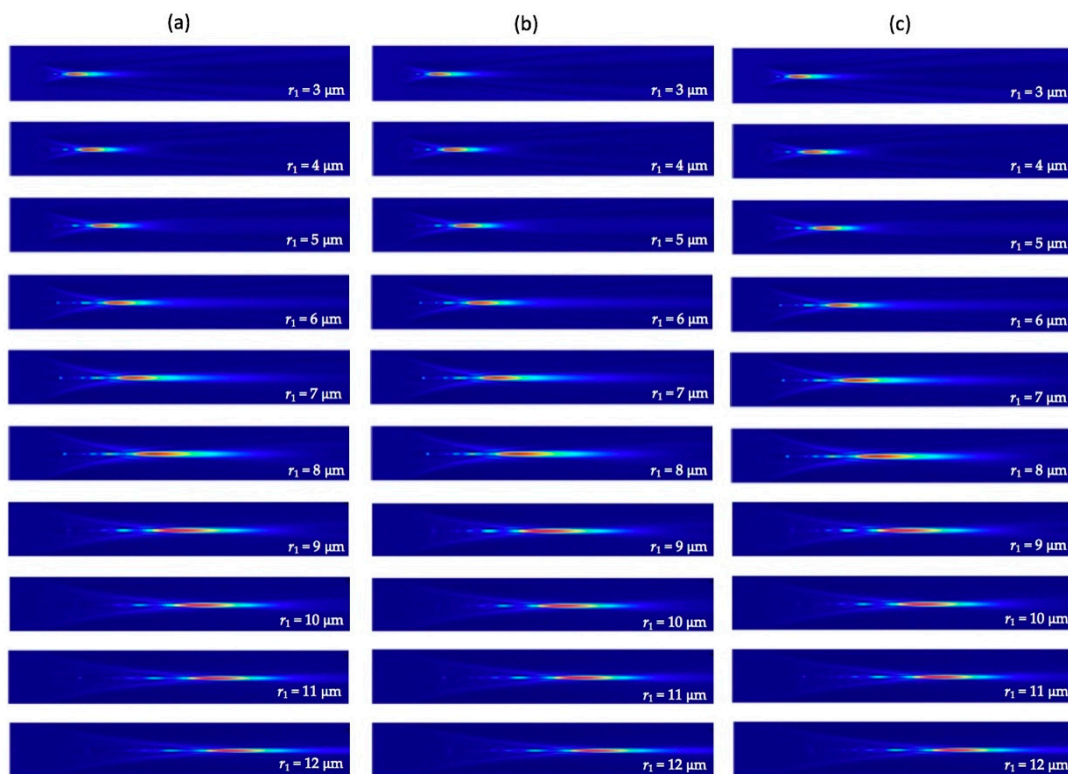 (a) (b) (c)
r₁ = 3 µm r₁ = 3 µm r₁ = 3 µm
r₁ = 4 µm r₁ = 4 µm r₁ = 4 µm
r₁ = 5 µm r₁ = 5 µm r₁ = 5 µm
r₁ = 6 µm r₁ = 6 µm r₁ = 6 µm
r₁ = 7 µm r₁ = 7 µm r₁ = 7 µm
r₁ = 8 µm r₁ = 8 µm r₁ = 8 µm
r₁ = 9 µm r₁ = 9 µm r₁ = 9 µm
r₁ = 10 µm r₁ = 10 µm r₁ = 10 µm
r₁ = 11 µm r₁ = 11 µm r₁ = 11 µm
r₁ = 12 µm r₁ = 12 µm r₁ = 12 µm